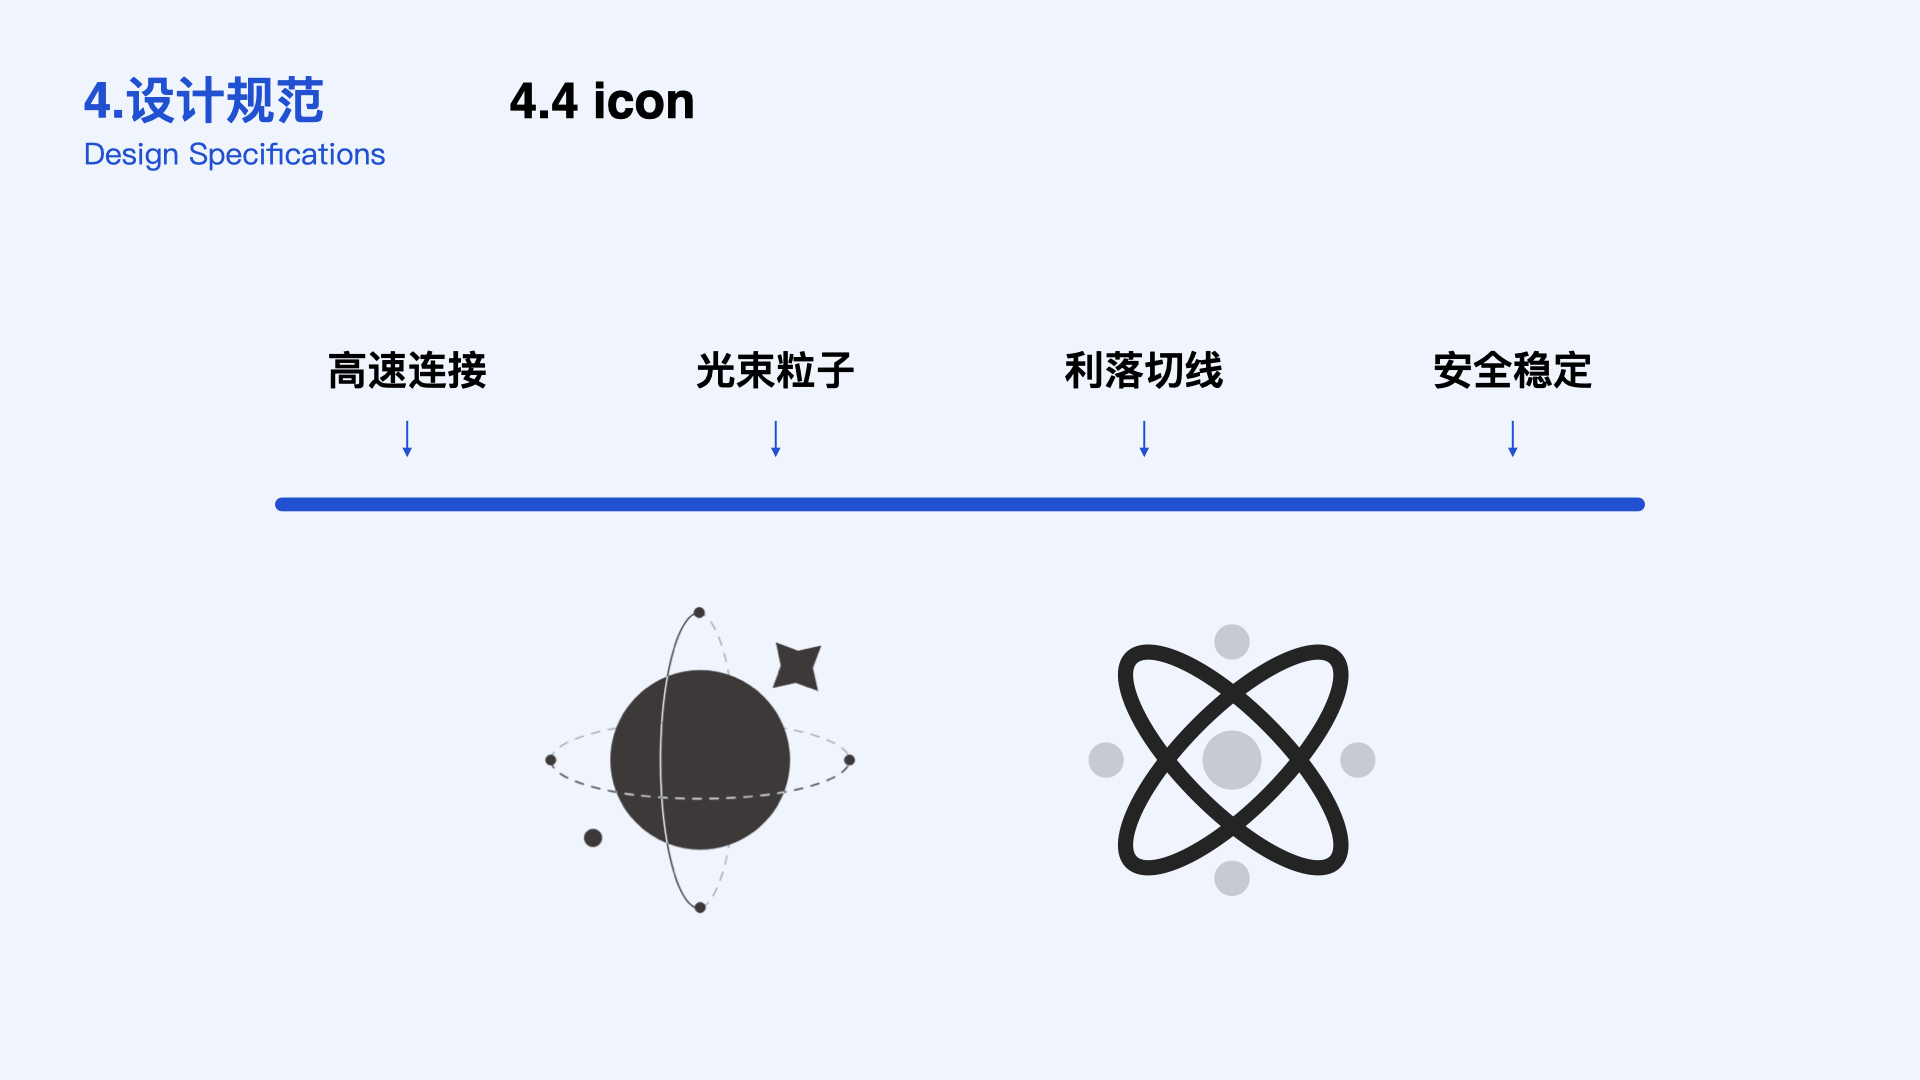 4.设计规范
Design Specifications
4.4 icon
高速连接
光束粒子
利落切线
安全稳定